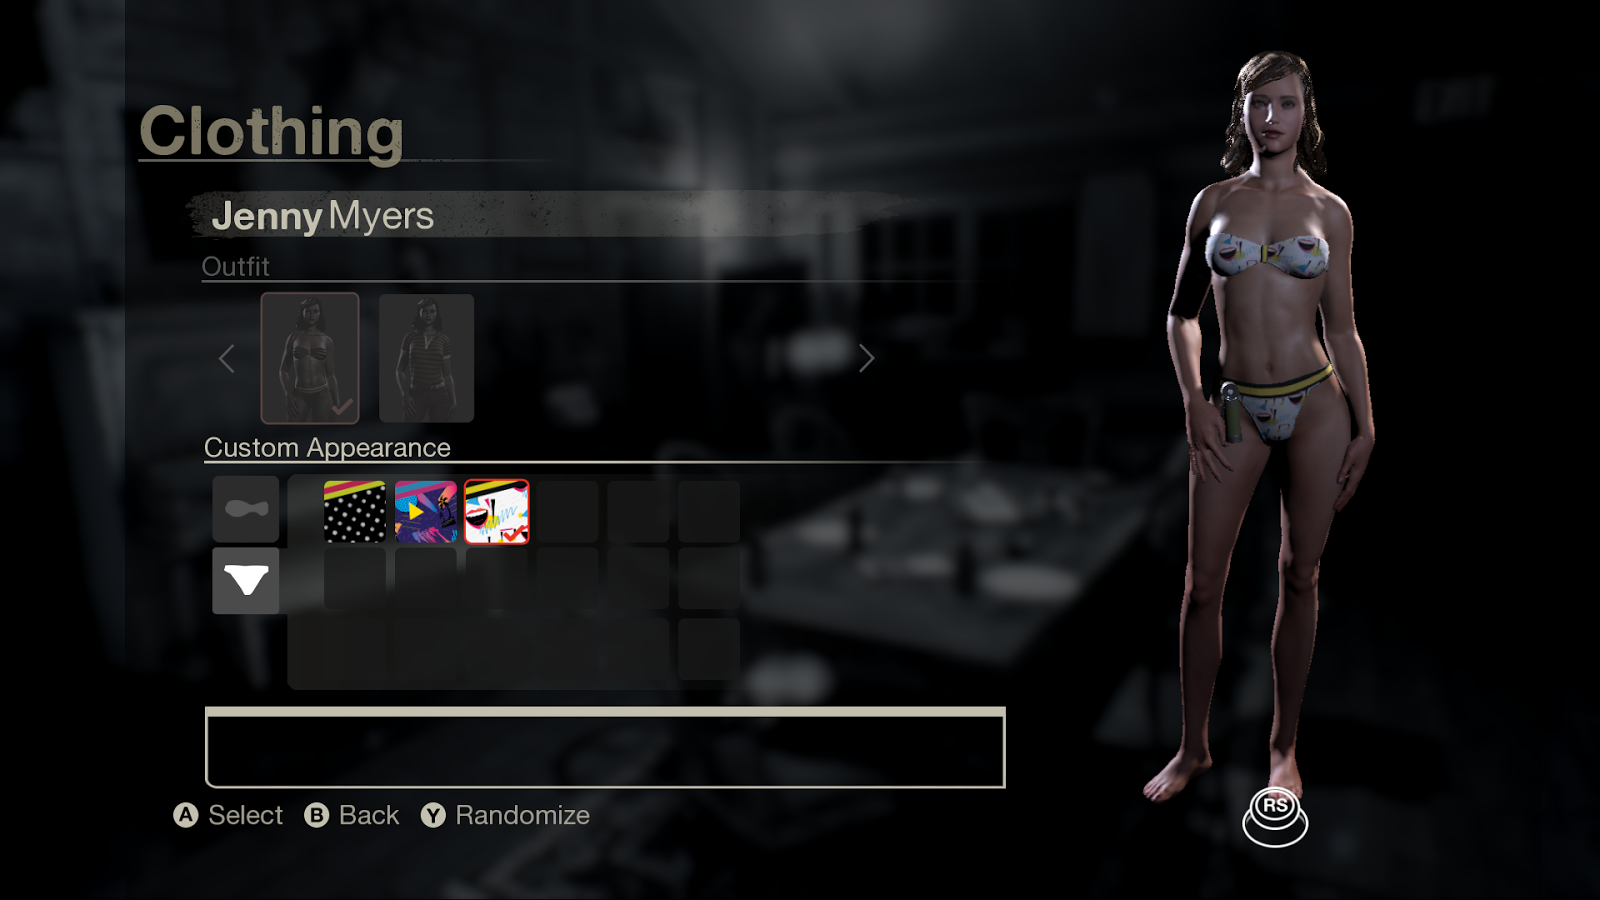 Clothing
Jenny Myers
Outfit
Custom Appearance
A Select B Back Y Randomize
RS